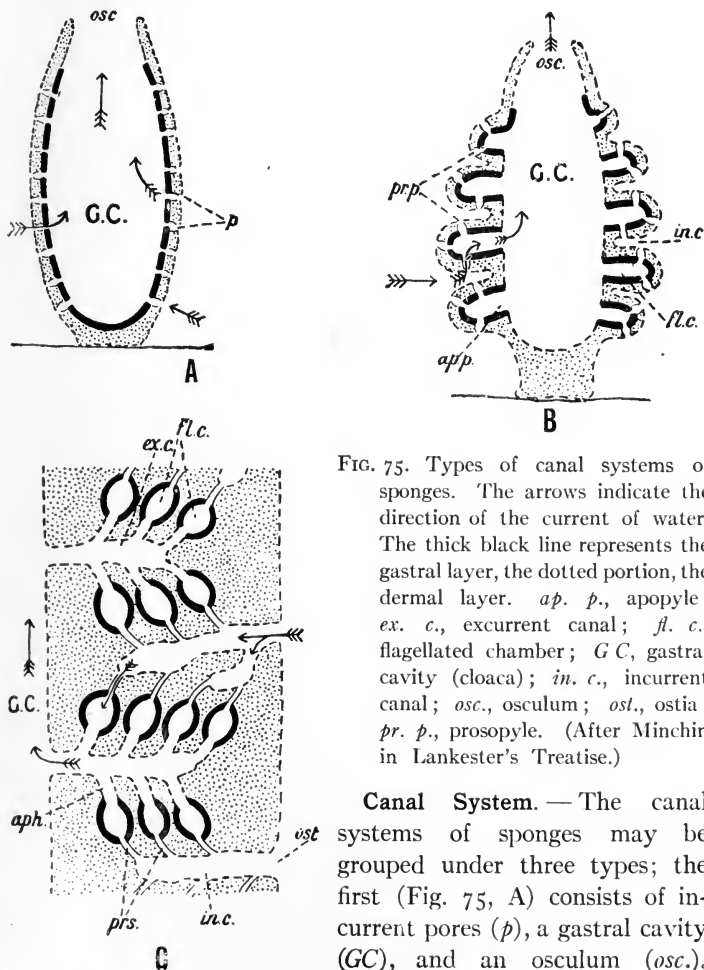 osc
G.C.
p
A
osc.
pr.p.
G.C.
in.c
fl.c.
ap.p.
B
fl.c.
ex.c.
G.C.
aph.
ost
prs.
in.c.
C
FIG. 75. Types of canal systems o
sponges. The arrows indicate the
direction of the current of water
The thick black line represents the
gastral layer, the dotted portion, the
dermal layer. ap. p., apopyle
ex. c., excurrent canal; fl. c.
flagellated chamber; G C, gastra
cavity (cloaca); in. c., incurrent
canal; osc., osculum; ost., ostia
pr. p., prosopyle. (After Minchin
in Lankester's Treatise.)
Canal System. — The canal
systems of sponges may be
grouped under three types; the
first (Fig. 75, A) consists of in-
current pores (p), a gastral cavity
(GC), and an osculum (osc.).